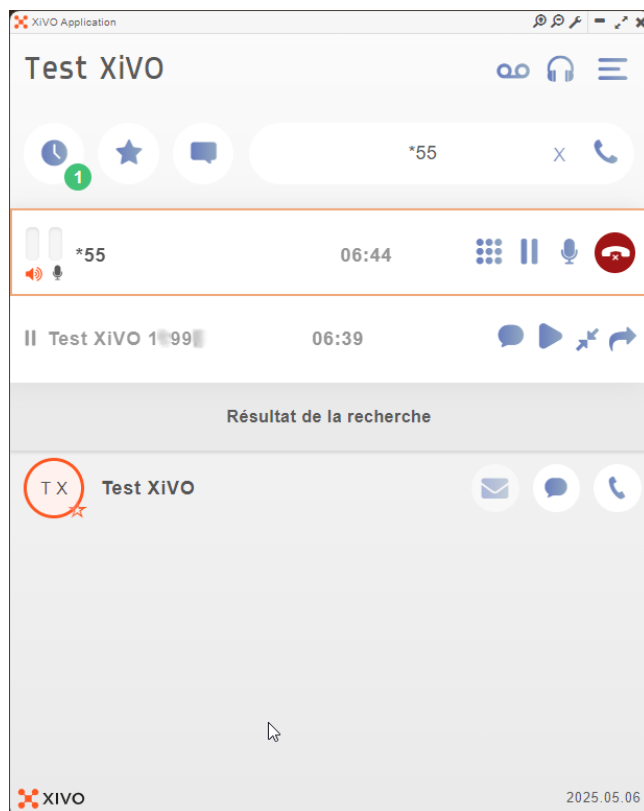 XiVO Application
Test XiVO
*55 X
1
*55 06:44
Test XiVO 06:39
Résultat de la recherche
T X Test XiVO
XIVO 2025.05.06